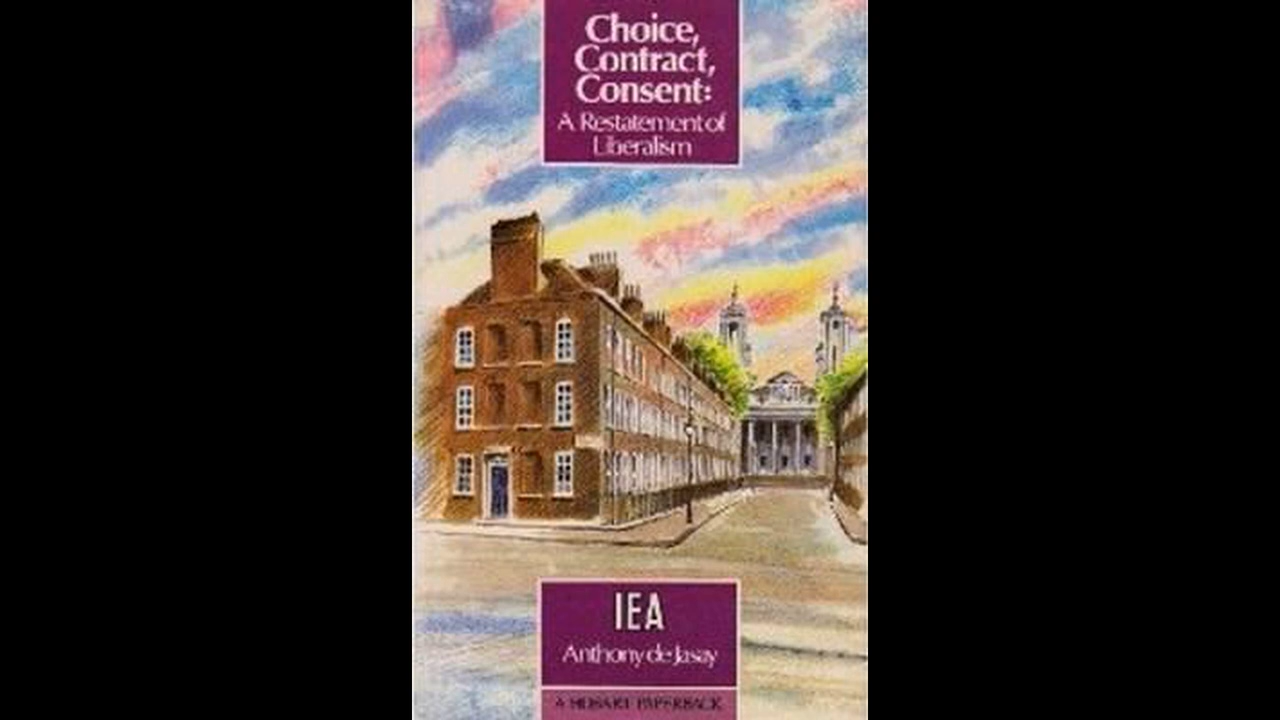 Choice,
Contract,
Consent:
A Restatement of
Liberalism
IEA
Anthony de Jasay
A HOBART PAPERBACK